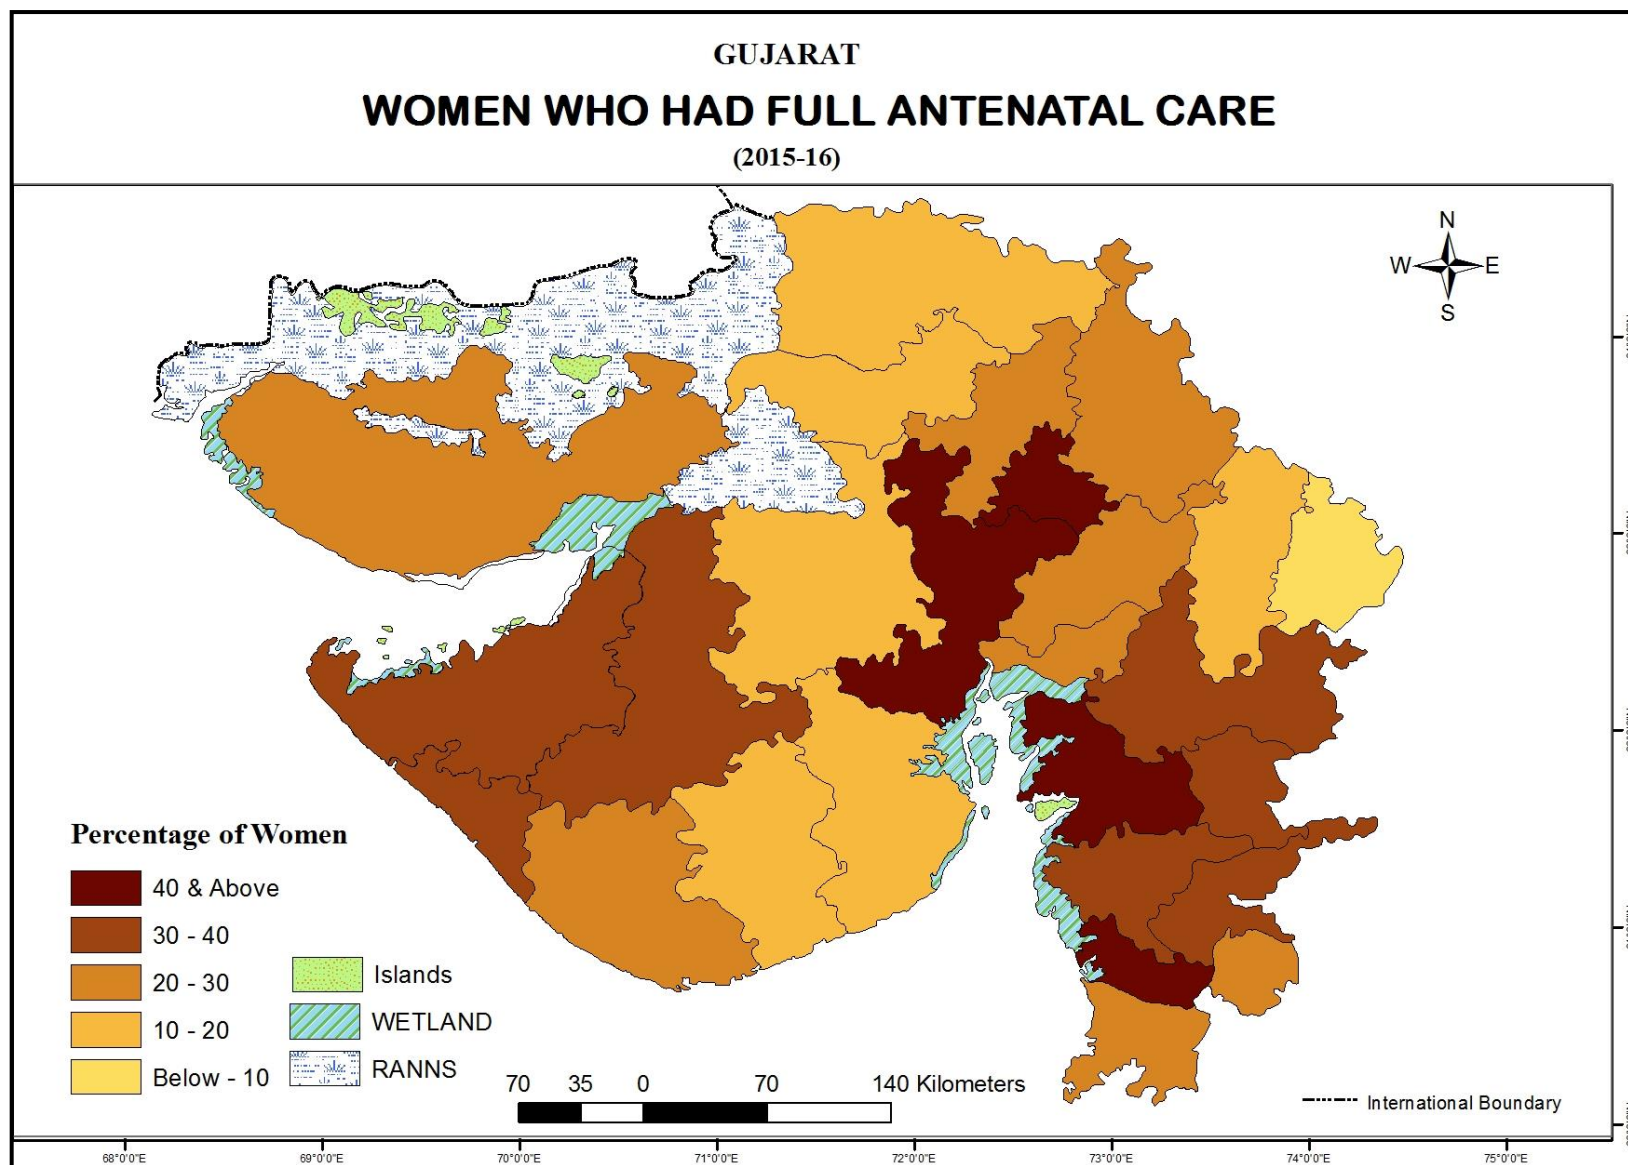 GUJARAT
WOMEN WHO HAD FULL ANTENATAL CARE
(2015-16)
N
W E
S
Percentage of Women
40 & Above
30 - 40
20 - 30
10 - 20
Below - 10
Islands
WETLAND
RANNS
70 35 0 70 140 Kilometers
International Boundary
68°0'0"E 69°0'0"E 70°0'0"E 71°0'0"E 72°0'0"E 73°0'0"E 74°0'0"E 75°0'0"E